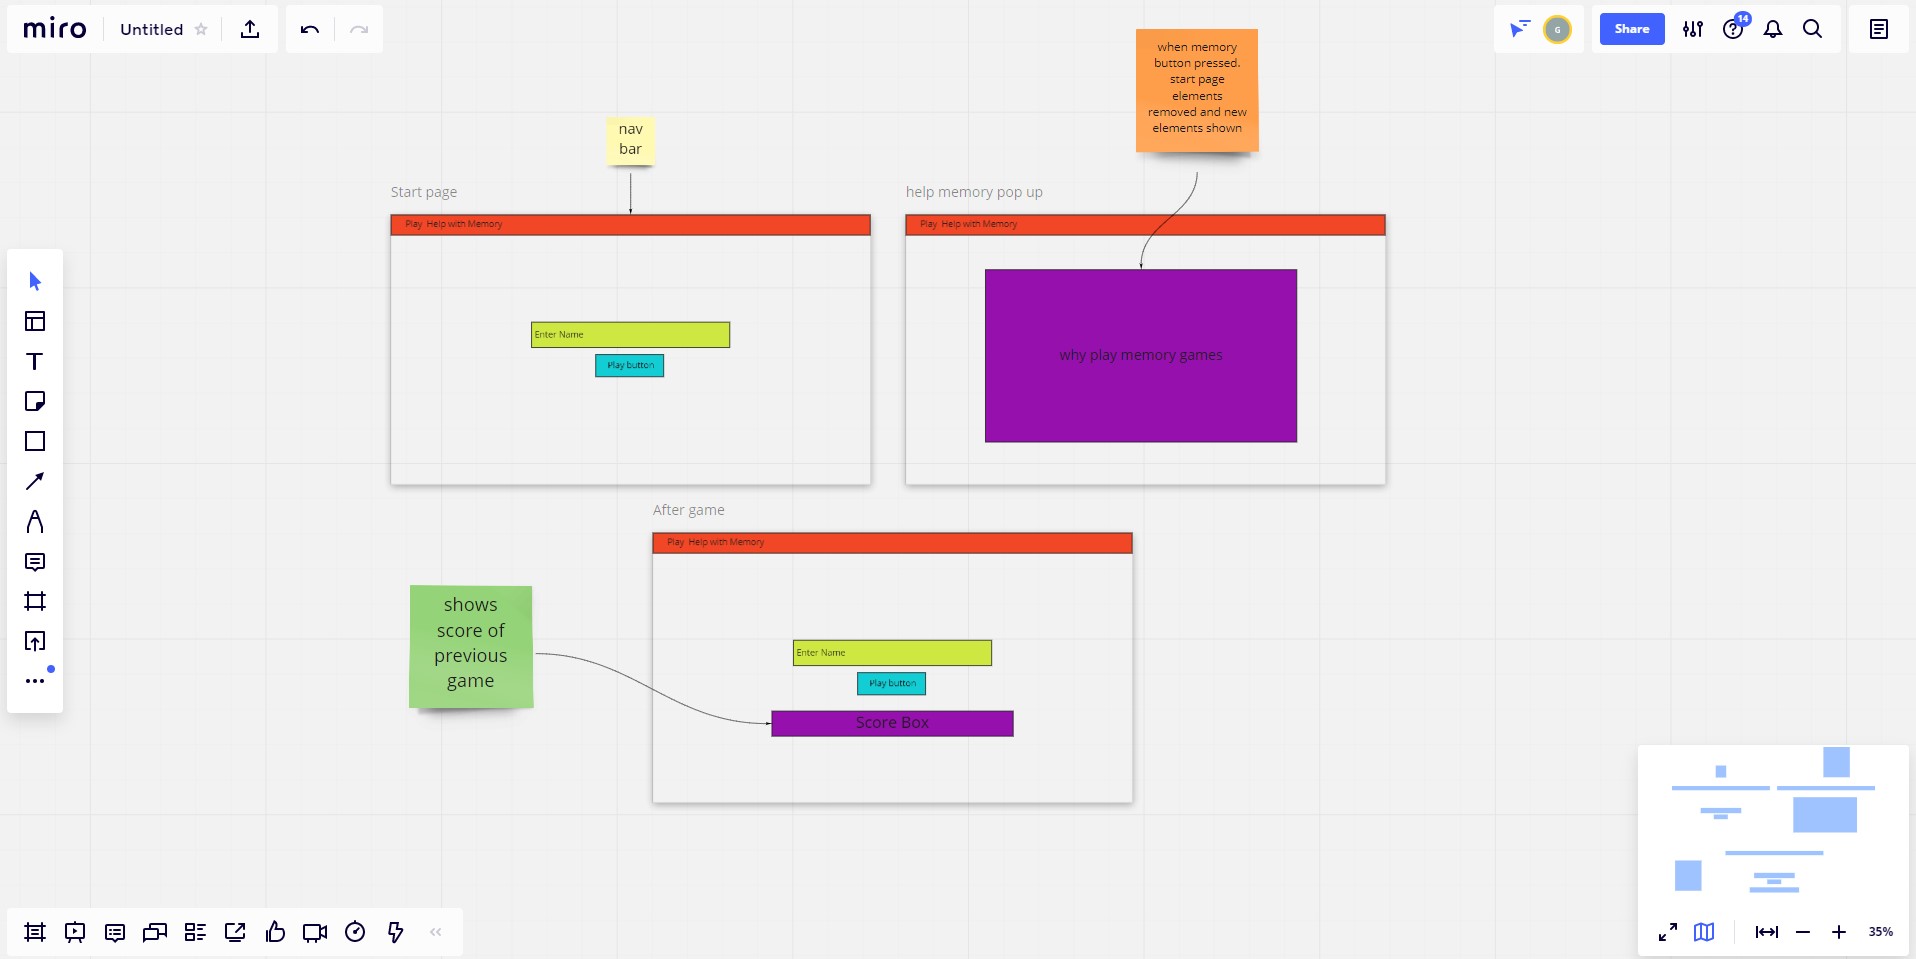 miro
Untitled
G
Share
14
when memory
button pressed.
start page
elements
removed and new
elements shown
nav
bar
Start page
Play Help with Memory
Enter Name
Play button
help memory pop up
Play Help with Memory
why play memory games
After game
Play Help with Memory
Enter Name
Play button
Score Box
shows
score of
previous
game
35%